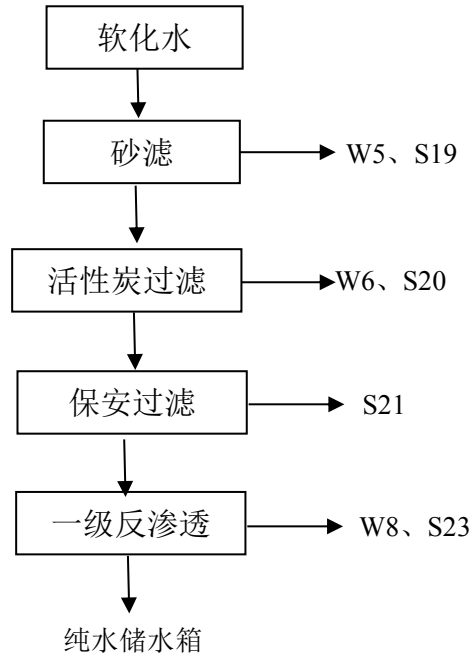 软化水
砂滤
W5、S19
活性炭过滤
W6、S20
保安过滤
S21
一级反渗透
W8、S23
纯水储水箱